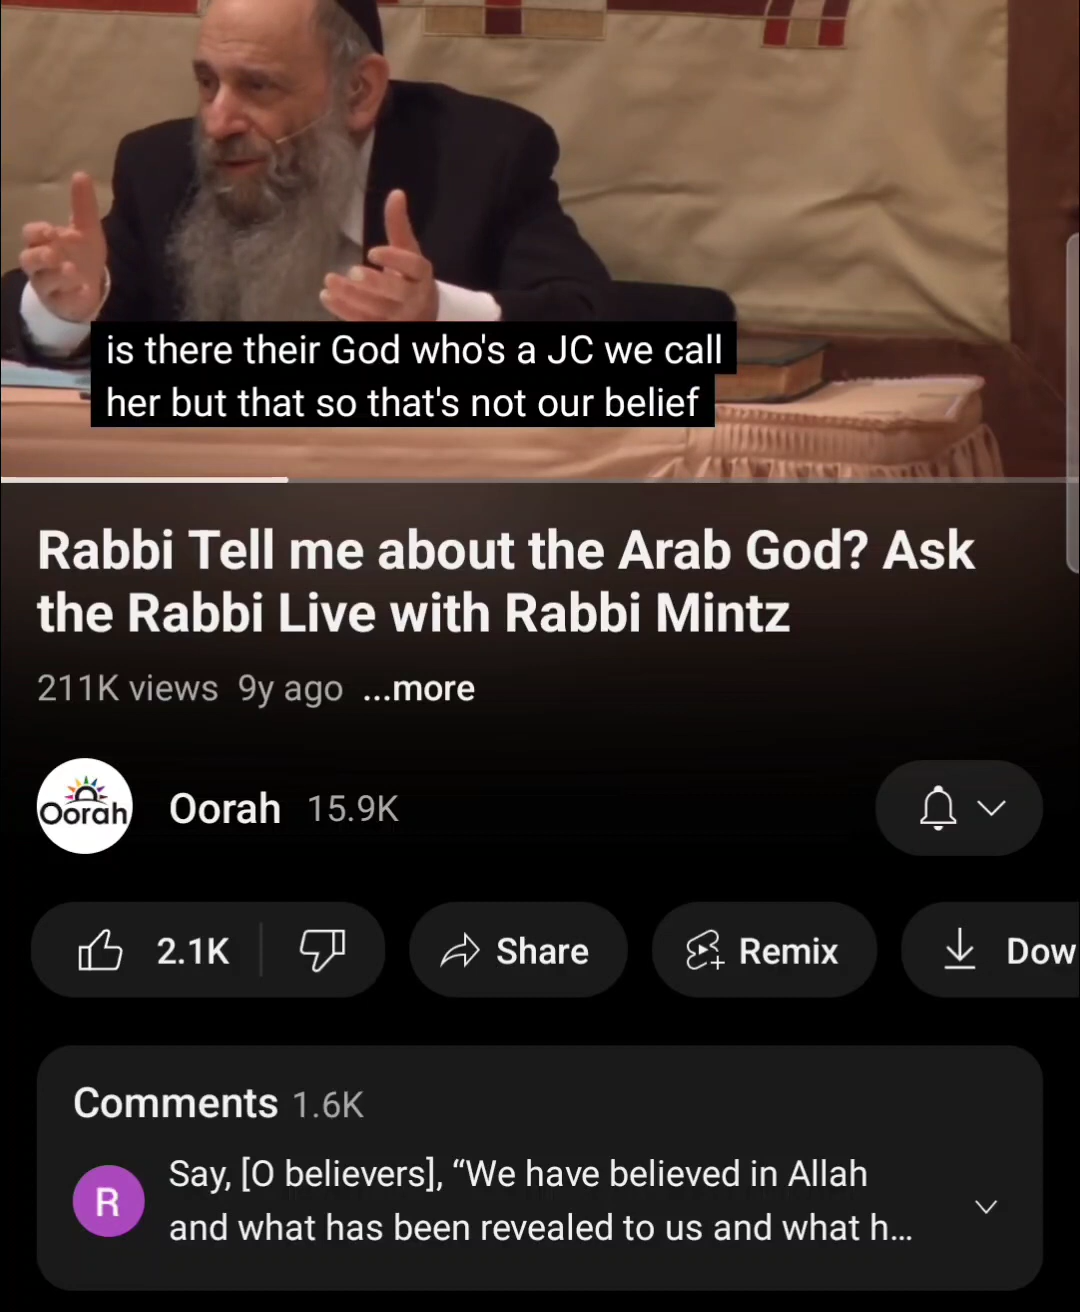 is there their God who's a JC we call
her but that so that's not our belief
Rabbi Tell me about the Arab God? Ask
the Rabbi Live with Rabbi Mintz
211K views 9y ago ...more
Oorah
Oorah 15.9K
2.1K
Share
Remix
Dow
Comments 1.6K
R
Say, [O believers], “We have believed in Allah
and what has been revealed to us and what h...